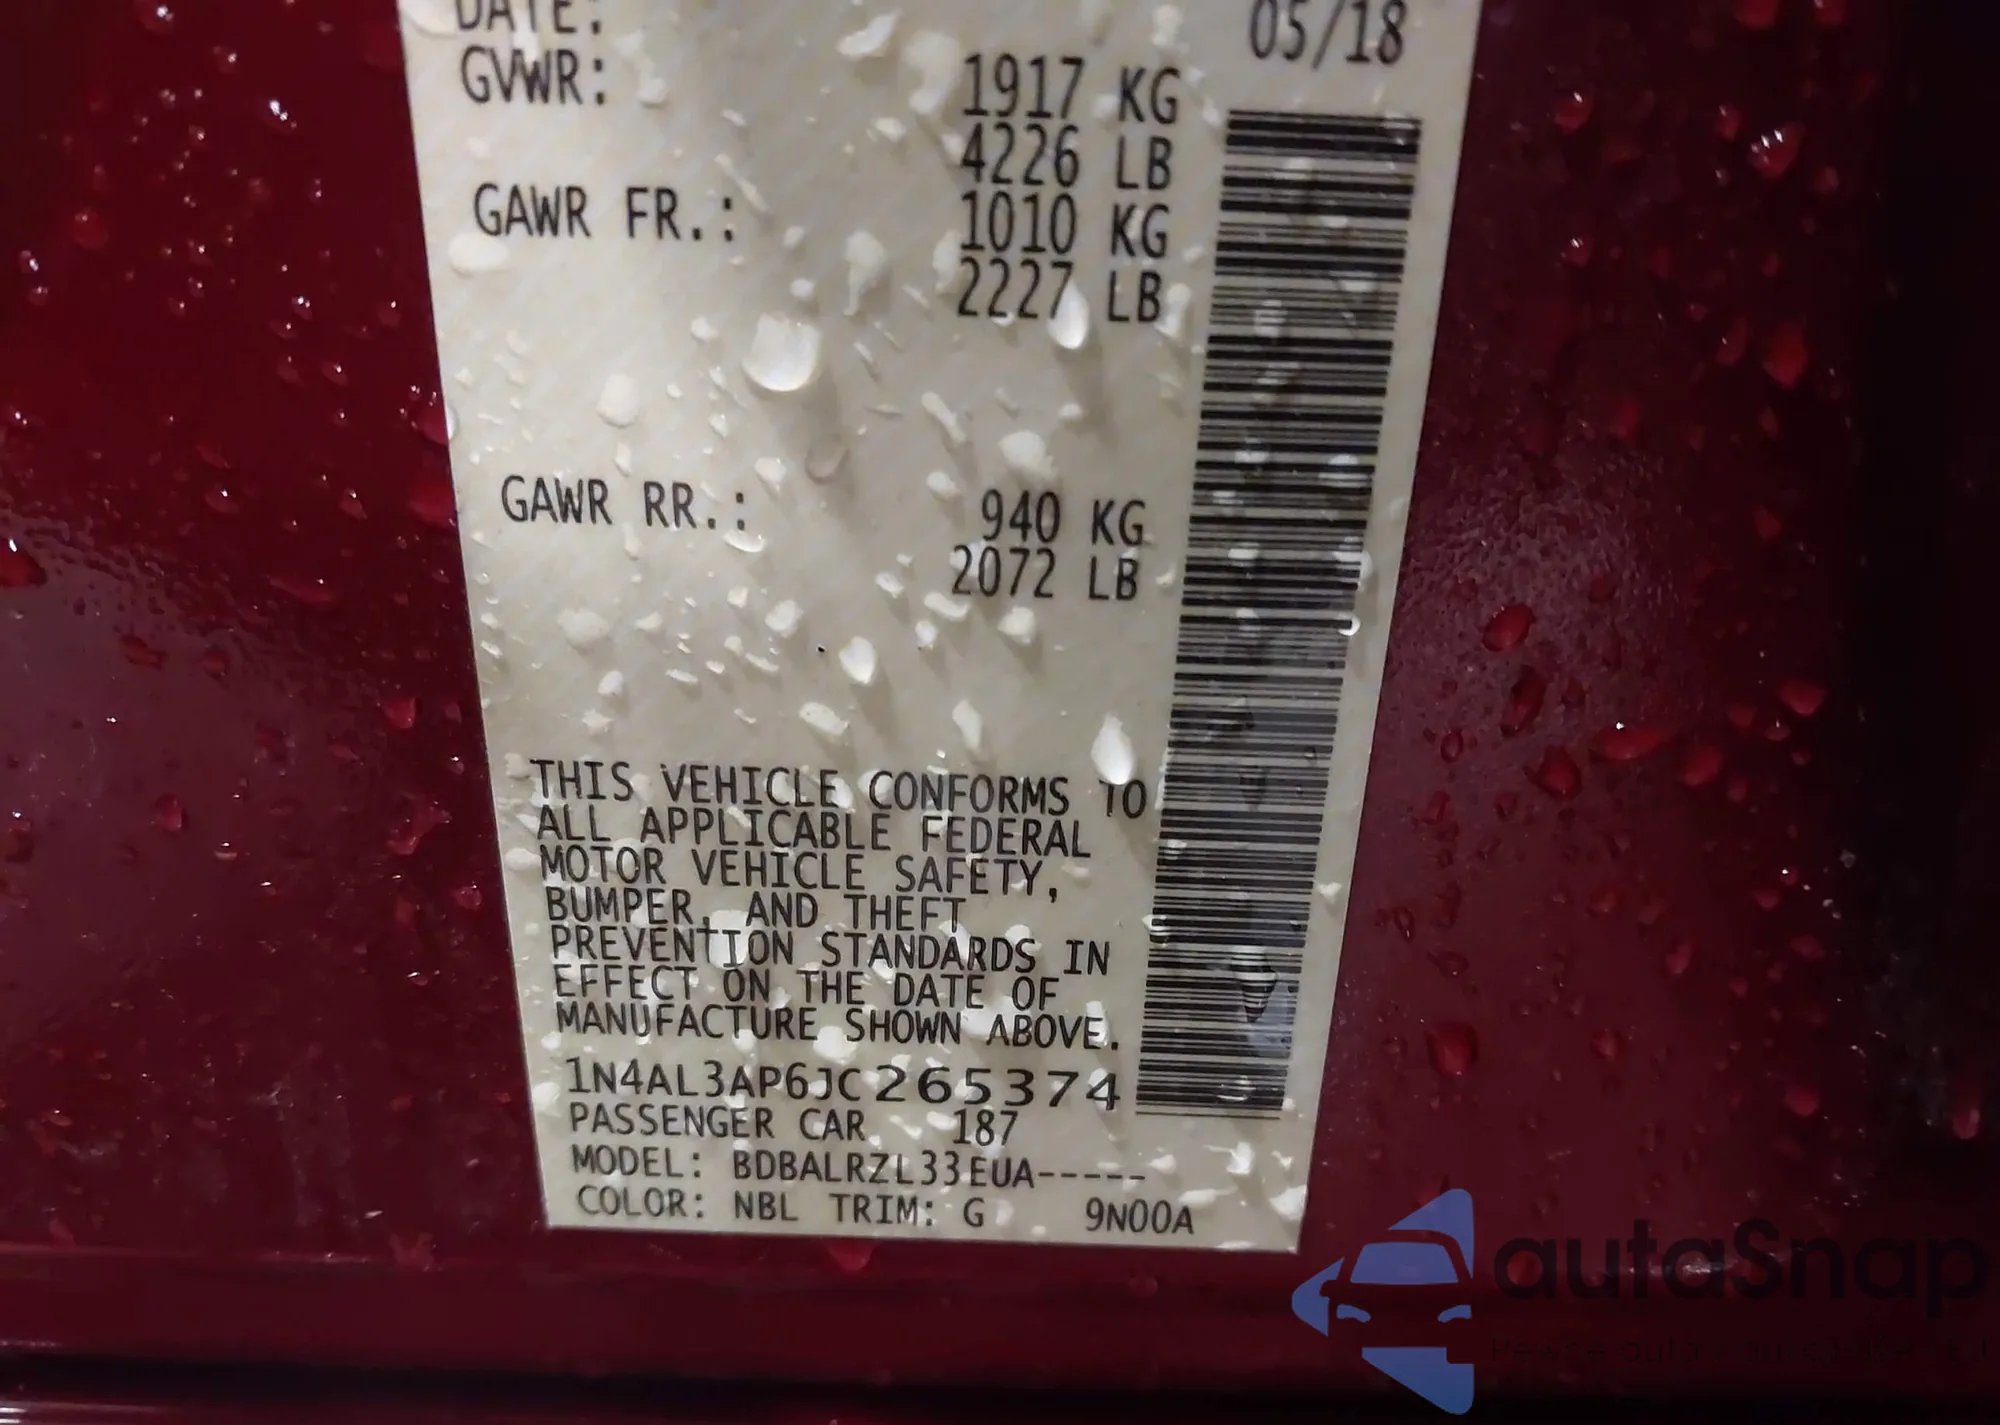 DATE: 05/18
GVWR: 1917 KG
4226 LB
GAWR FR.: 1010 KG
2227 LB
GAWR RR.: 940 KG
2072 LB
THIS VEHICLE CONFORMS TO
ALL APPLICABLE FEDERAL
MOTOR VEHICLE SAFETY,
BUMPER, AND THEFT
PREVENTION STANDARDS IN
EFFECT ON THE DATE OF
MANUFACTURE SHOWN ABOVE.
1N4AL3AP6JC265374
PASSENGER CAR 187
MODEL: BDBALRZL33EUA-----
COLOR: NBL TRIM: G 9N00A
autaSnap